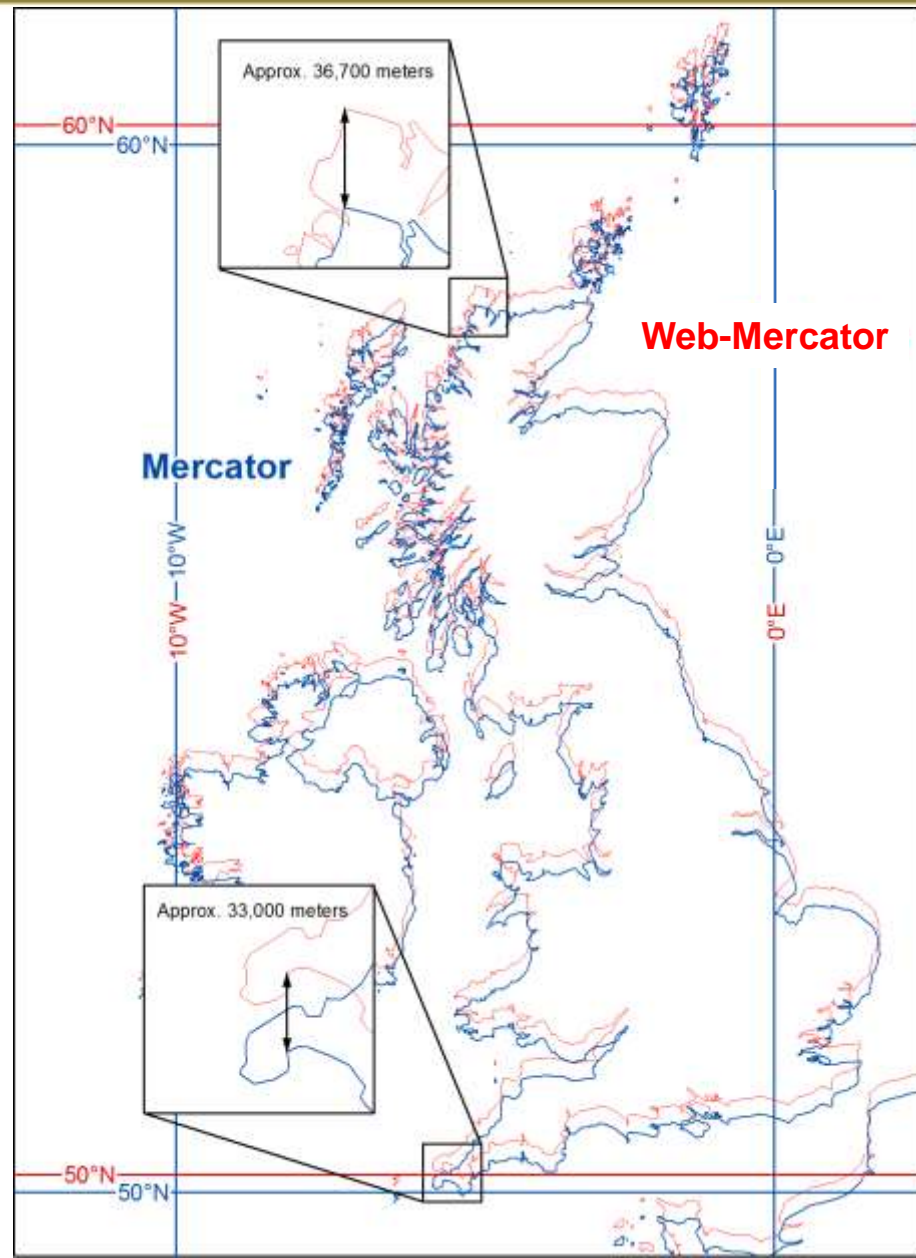 Approx. 36,700 meters
60°N
60°N
Web-Mercator
Mercator
10°W
10°W
0°E
0°E
Approx. 33,000 meters
50°N
50°N